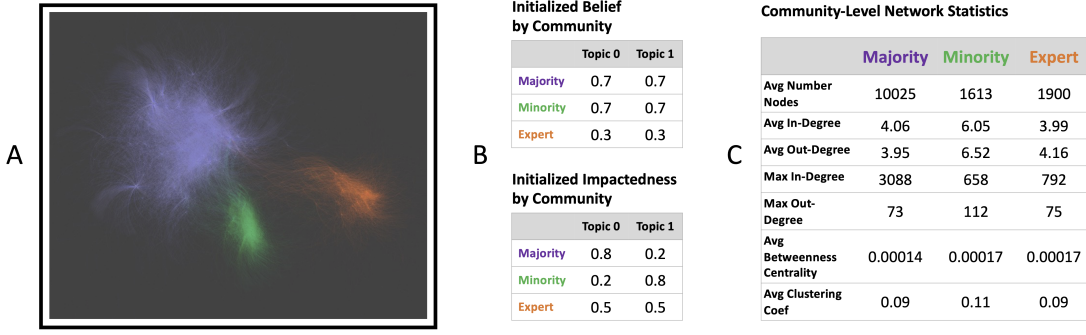 A
B
Initialized Belief
by Community
Topic 0 Topic 1
Majority 0.7 0.7
Minority 0.7 0.7
Expert 0.3 0.3
Initialized Impactedness
by Community
Topic 0 Topic 1
Majority 0.8 0.2
Minority 0.2 0.8
Expert 0.5 0.5
C
Community-Level Network Statistics
Majority Minority Expert
Avg Number
Nodes 10025 1613 1900
Avg In-Degree 4.06 6.05 3.99
Avg Out-Degree 3.95 6.52 4.16
Max In-Degree 3088 658 792
Max Out-
Degree 73 112 75
Avg
Betweenness
Centrality 0.00014 0.00017 0.00017
Avg Clustering
Coef 0.09 0.11 0.09